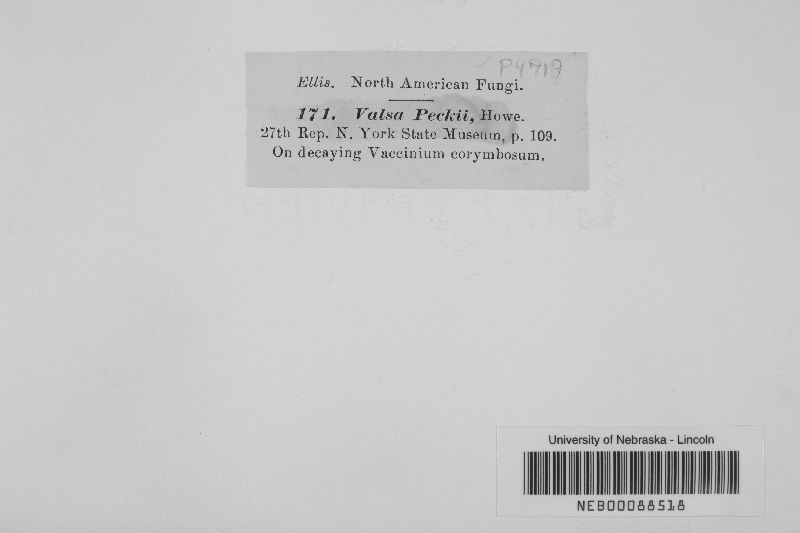 P4919
Ellis. North American Fungi.
171. Valsa Peckii, Howe.
27th Rep. N. York State Museum, p. 109.
On decaying Vaccinium corymbosum.
University of Nebraska - Lincoln
NEB00088518